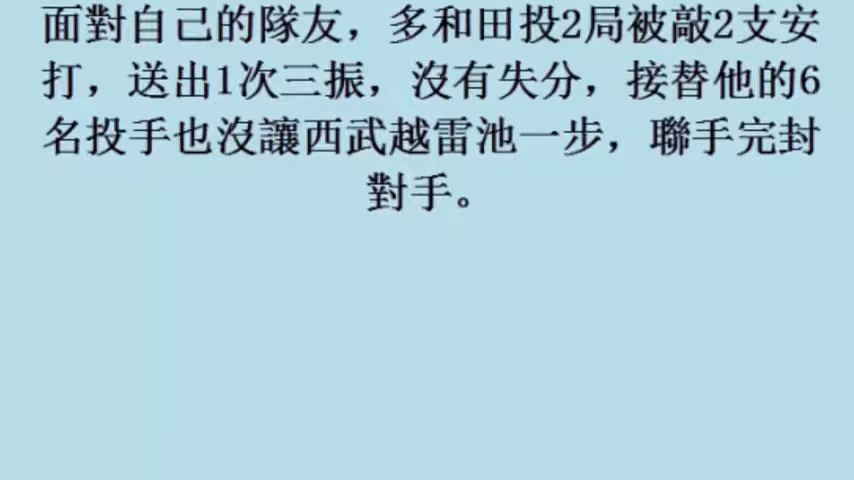 面對自己的隊友，多和田投2局被敲2支安
打，送出1次三振，沒有失分，接替他的6
名投手也沒讓西武越雷池一步，聯手完封
對手。